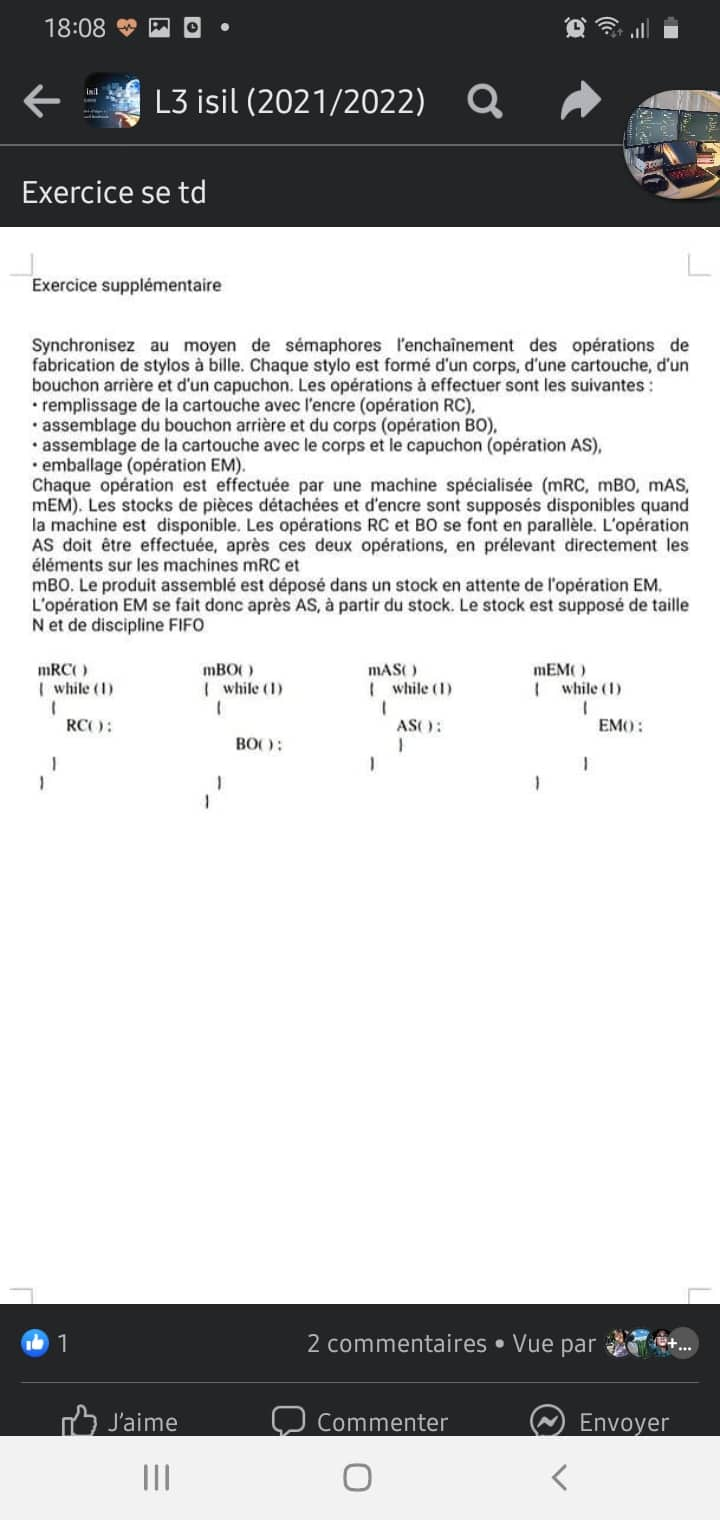 18:08
L3 isil (2021/2022)
Exercice se td
Exercice supplémentaire
Synchronisez au moyen de sémaphores l'enchaînement des opérations de
fabrication de stylos à bille. Chaque stylo est formé d'un corps, d'une cartouche, d'un
bouchon arrière et d'un capuchon. Les opérations à effectuer sont les suivantes :
• remplissage de la cartouche avec l'encre (opération RC),
• assemblage du bouchon arrière et du corps (opération BO),
• assemblage de la cartouche avec le corps et le capuchon (opération AS),
• emballage (opération EM).
Chaque opération est effectuée par une machine spécialisée (mRC, mBO, mAS,
mEM). Les stocks de pièces détachées et d'encre sont supposés disponibles quand
la machine est disponible. Les opérations RC et BO se font en parallèle. L'opération
AS doit être effectuée, après ces deux opérations, en prélevant directement les
éléments sur les machines mRC et
mBO. Le produit assemblé est déposé dans un stock en attente de l'opération EM.
L'opération EM se fait donc après AS, à partir du stock. Le stock est supposé de taille
N et de discipline FIFO
mRC( ) mBO( ) mAS( ) mEM( )
{ while (1) { while (1) { while (1) { while (1)
{ { { {
RC( ) ; AS( ) ; EM() ;
BO( ) ; }
} } }
} } }
}
1
2 commentaires • Vue par
+...
J'aime
Commenter
Envoyer